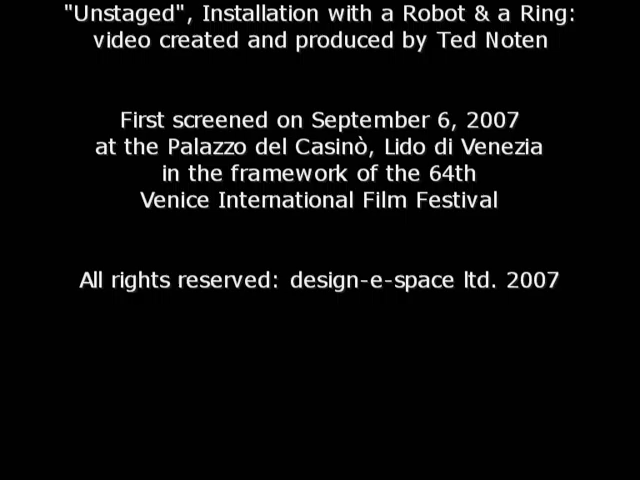 "Unstaged", Installation with a Robot & a Ring:
video created and produced by Ted Noten
First screened on September 6, 2007
at the Palazzo del Casinò, Lido di Venezia
in the framework of the 64th
Venice International Film Festival
All rights reserved: design-e-space ltd. 2007